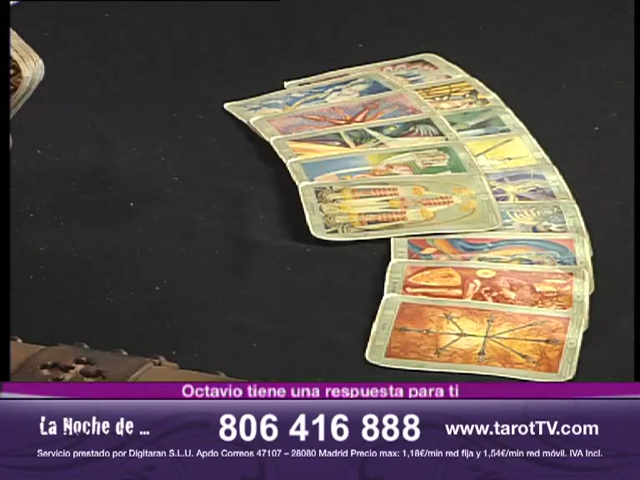 Octavio tiene una respuesta para ti
La Noche de ...
806 416 888
www.tarotTV.com
Servicio prestado por Digitaran S.L.U. Apdo Correos 47107 – 28080 Madrid Precio max: 1,18€/min red fija y 1,54€/min red móvil. IVA Incl.